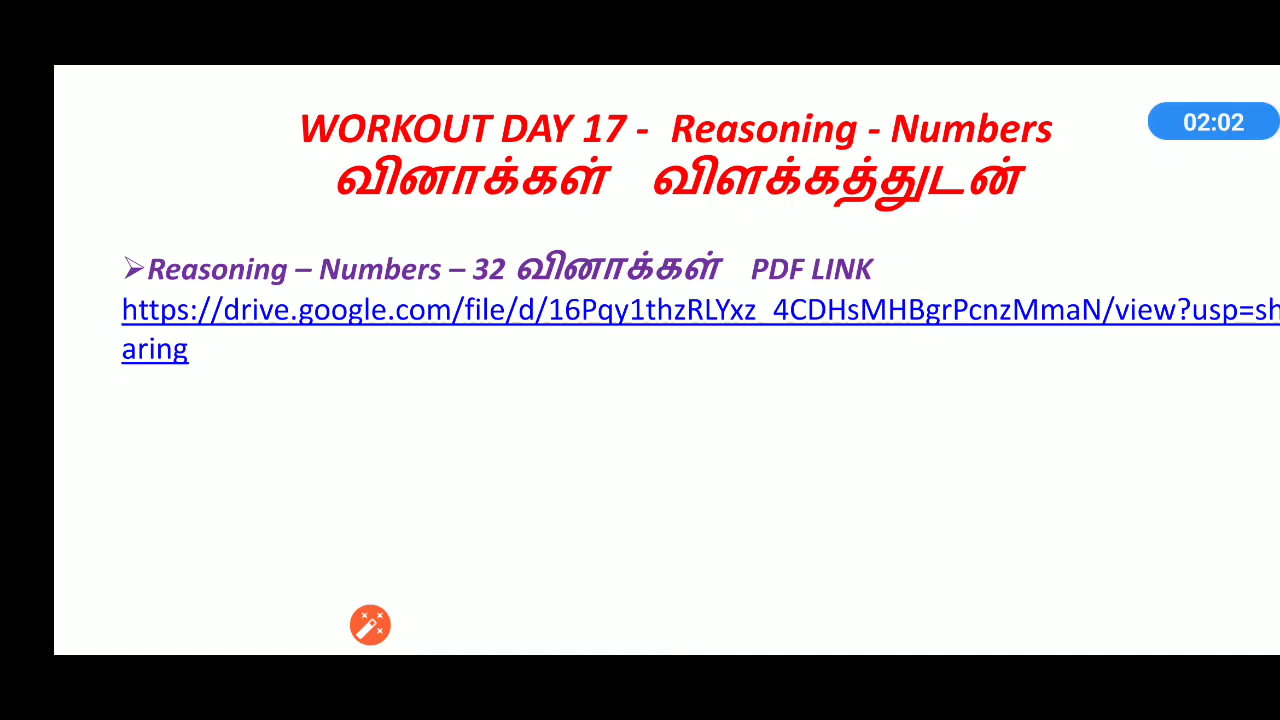 WORKOUT DAY 17 - Reasoning - Numbers
வினாக்கள் விளக்கத்துடன்
02:02
➢Reasoning – Numbers – 32 வினாக்கள் PDF LINK
https://drive.google.com/file/d/16Pqy1thzRLYxz_4CDHsMHBgrPcnzMmaN/view?usp=sh
aring